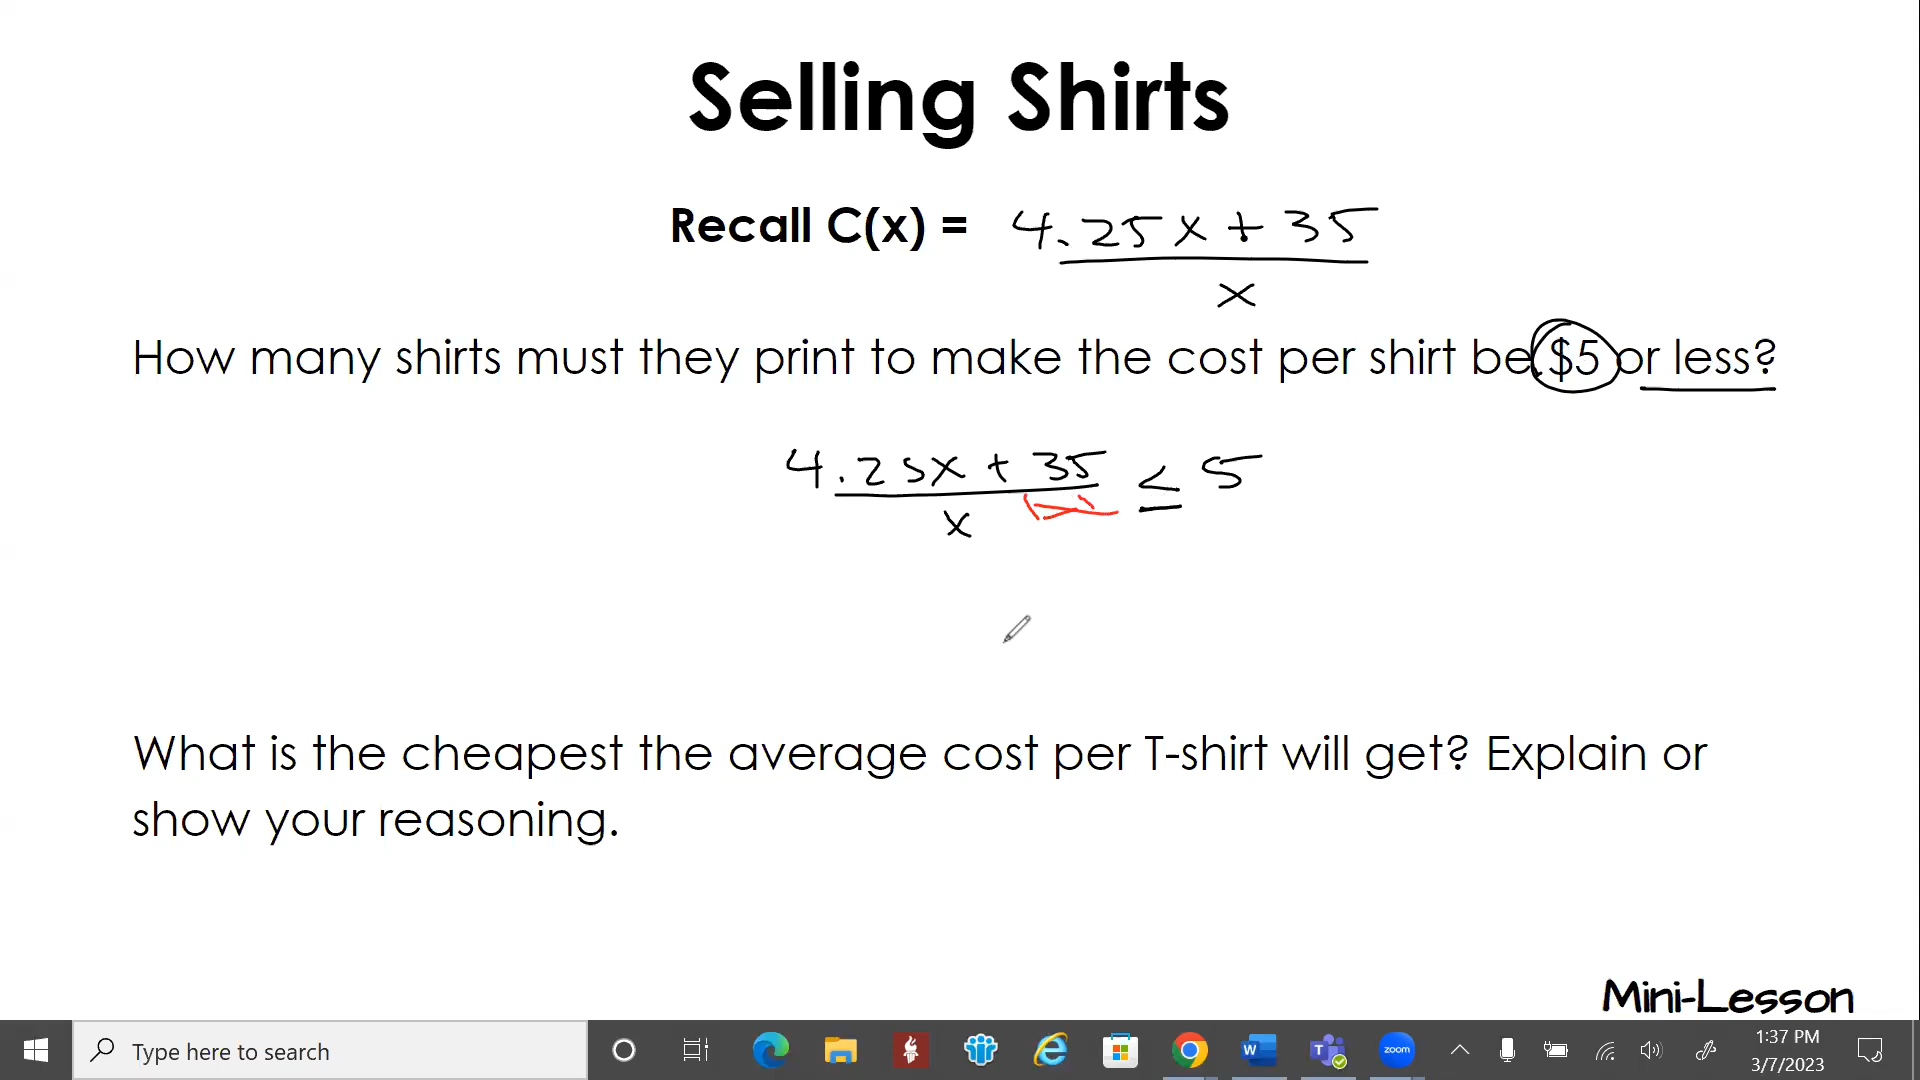 Selling Shirts
Recall C(x) = 4.25x + 35
x
How many shirts must they print to make the cost per shirt be $5 or less?
4.25x + 35 ≤ 5
x
What is the cheapest the average cost per T-shirt will get? Explain or
show your reasoning.
Mini-Lesson
Type here to search
zoom
1:37 PM
3/7/2023